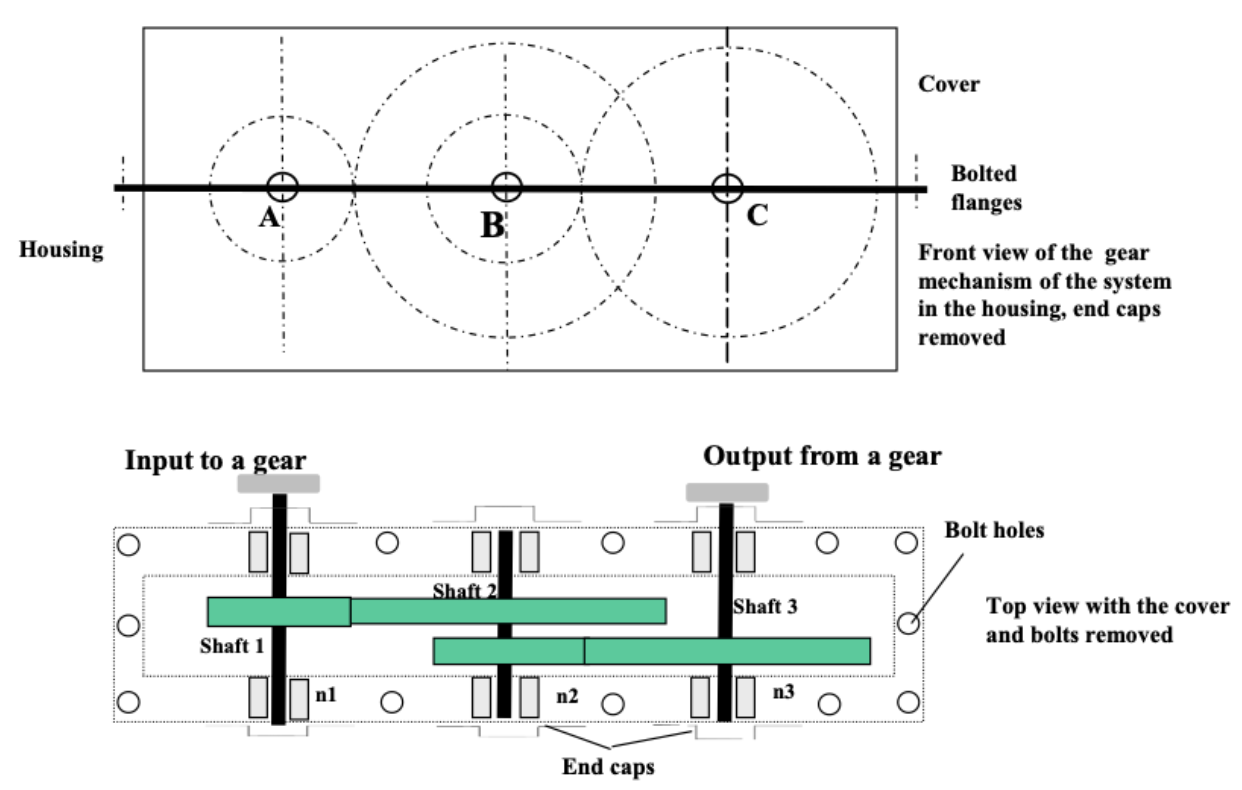 Cover
Bolted
flanges
A
B
C
Housing
Front view of the gear
mechanism of the system
in the housing, end caps
removed
Input to a gear
Output from a gear
Bolt holes
Shaft 2
Shaft 3
Top view with the cover
and bolts removed
Shaft 1
n1
n2
n3
End caps